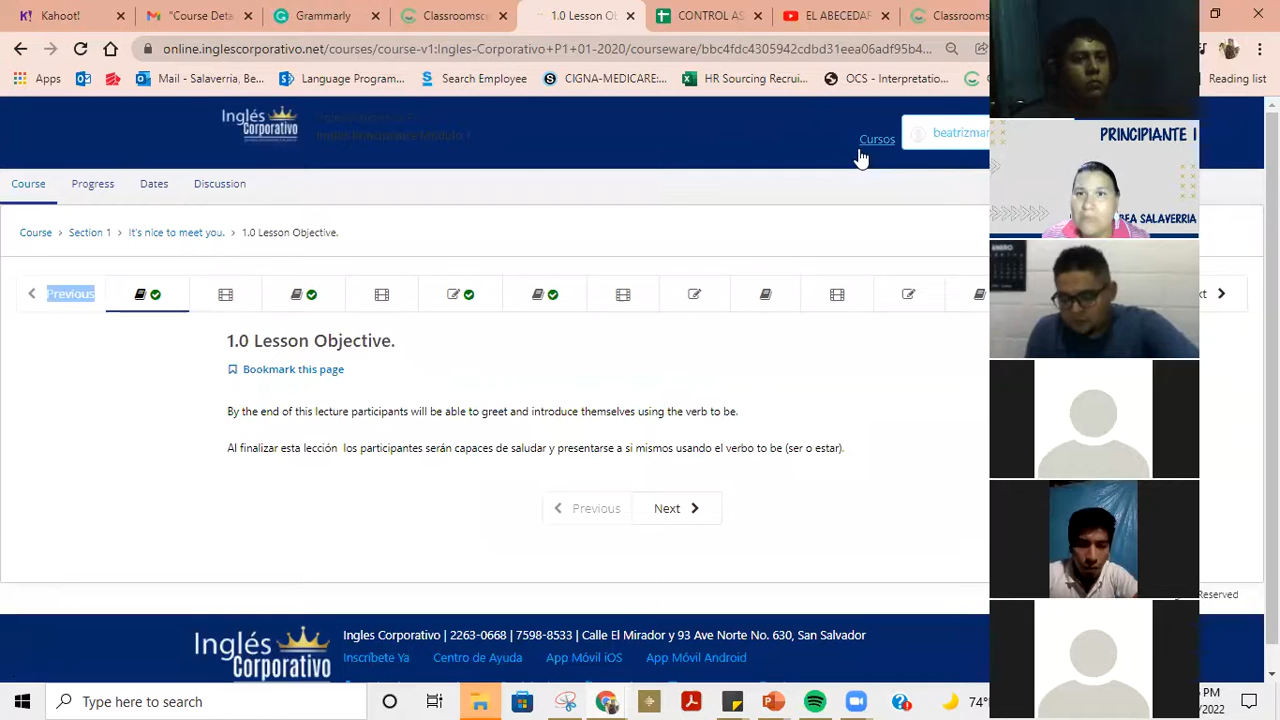 Kahoot!
"Course Deta
Grammarly
Classroomsc
1.0 Lesson Ob
CONTROL AS
EL ABECEDAR
Classrooms
online.inglescorporativo.net/courses/course-v1:Ingles-Corporativo+P1+01-2020/courseware/bbc4fdc4305942cdbd31eea06adf95b4...
Apps
Mail - Salaverria, Be...
Language Program...
Search Employee
CIGNA-MEDICARE...
HR Sourcing Recrui...
OCS - Interpretatio...
Reading list
Inglés
Corporativo
Cursos
beatrizmar
Course
Progress
Dates
Discussion
Course > Section 1 > It's nice to meet you. > 1.0 Lesson Objective.
Previous
1.0 Lesson Objective.
Bookmark this page
By the end of this lecture participants will be able to greet and introduce themselves using the verb to be.
Al finalizar esta lección los participantes serán capaces de saludar y presentarse a si mismos usando el verbo to be (ser o estar).
Previous
Next
Reserved
Inglés
Corporativo
Ingles Corporativo | 2263-0668 | 7598-8533 | Calle El Mirador y 93 Ave Norte No. 630, San Salvador
Inscríbete Ya
Centro de Ayuda
App Móvil iOS
App Móvil Android
Type here to search
74°
PM
/2022
PRINCIPIANTE I
BEA SALAVERRIA
ENERO